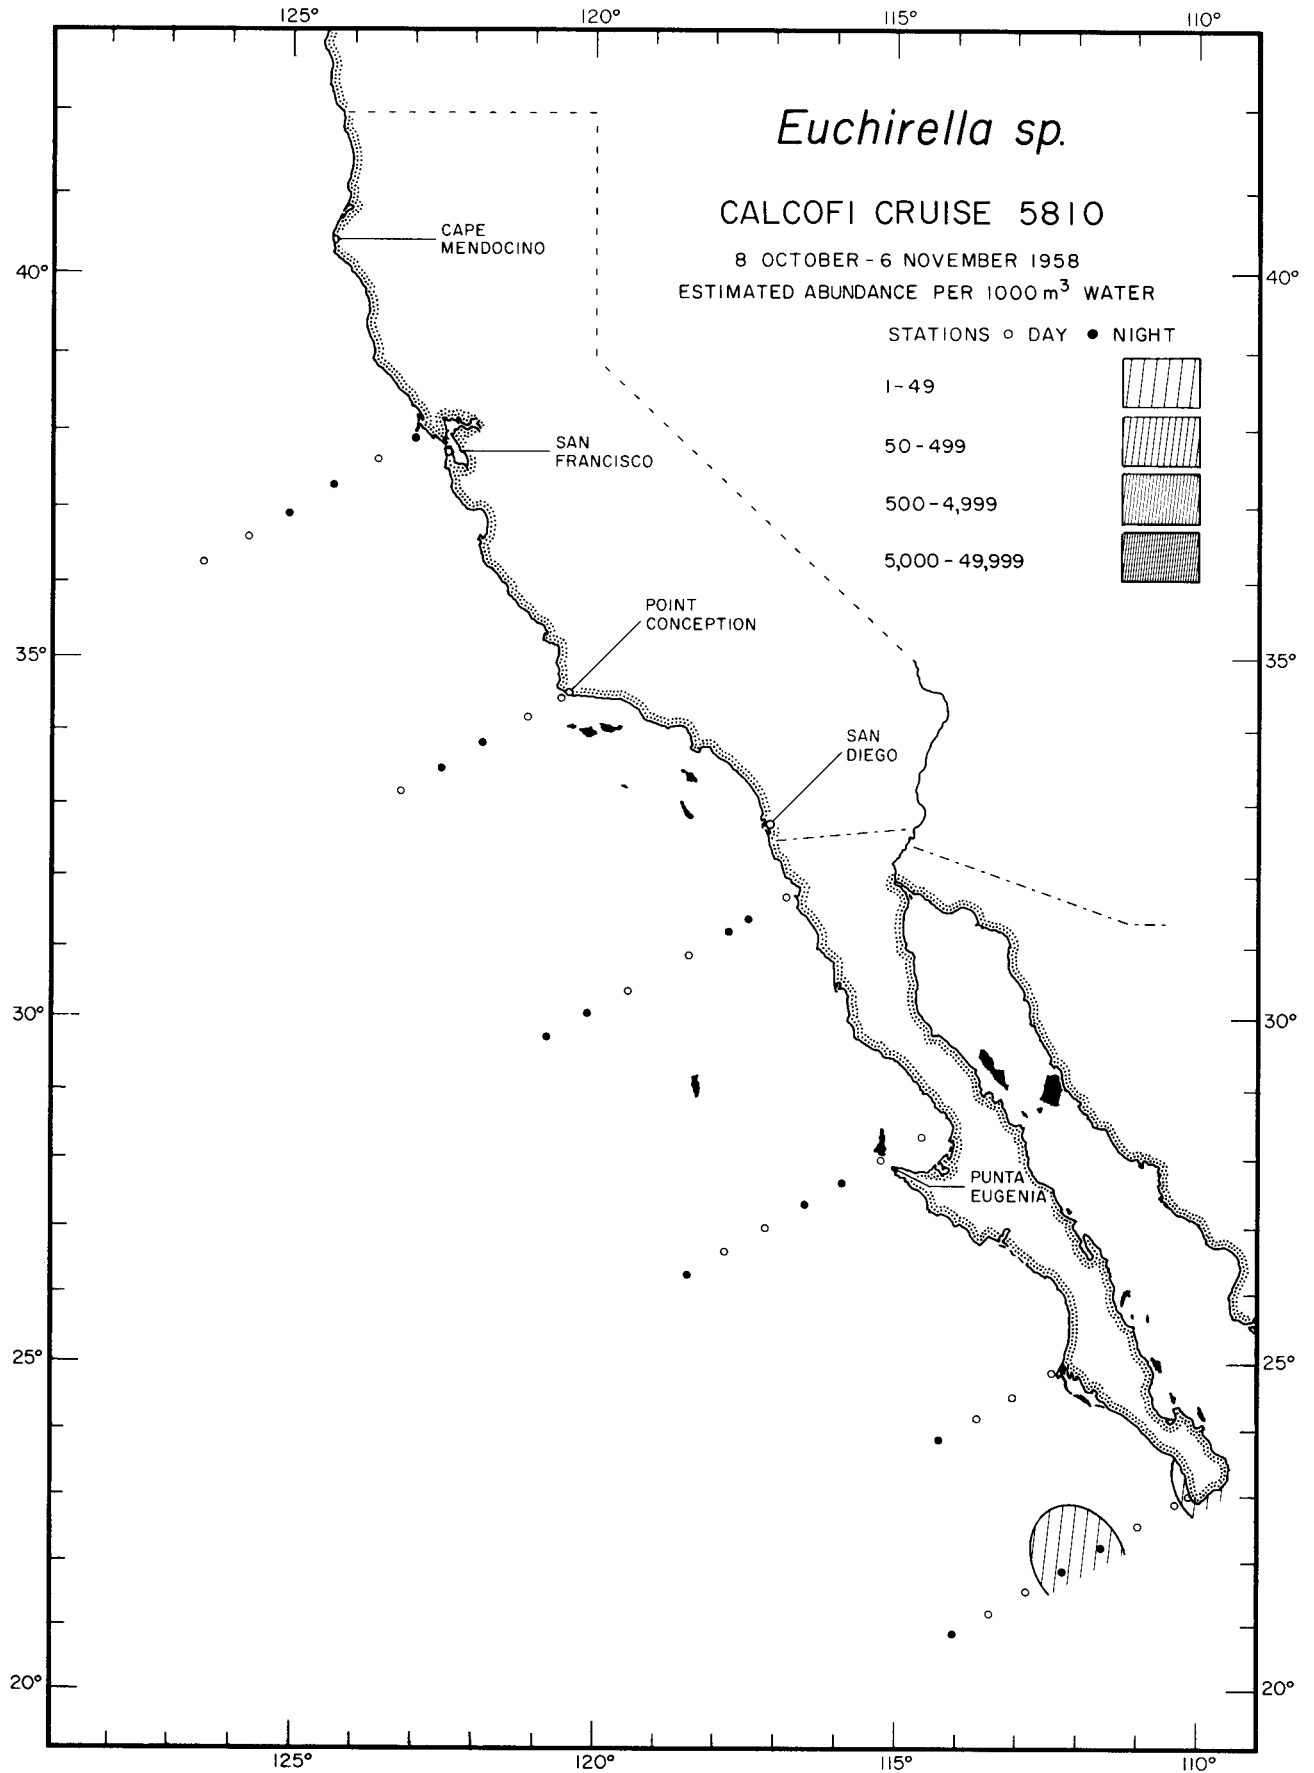 125° 120° 115° 110°
Euchirella sp.
CALCOFI CRUISE 5810
8 OCTOBER - 6 NOVEMBER 1958
ESTIMATED ABUNDANCE PER 1000 m³ WATER
STATIONS ○ DAY ● NIGHT
1 - 49
50 - 499
500 - 4,999
5,000 - 49,999
CAPE
MENDOCINO
40° 40°
SAN
FRANCISCO
POINT
CONCEPTION
35° 35°
SAN
DIEGO
30° 30°
PUNTA
EUGENIA
25° 25°
20° 20°
125° 120° 115° 110°